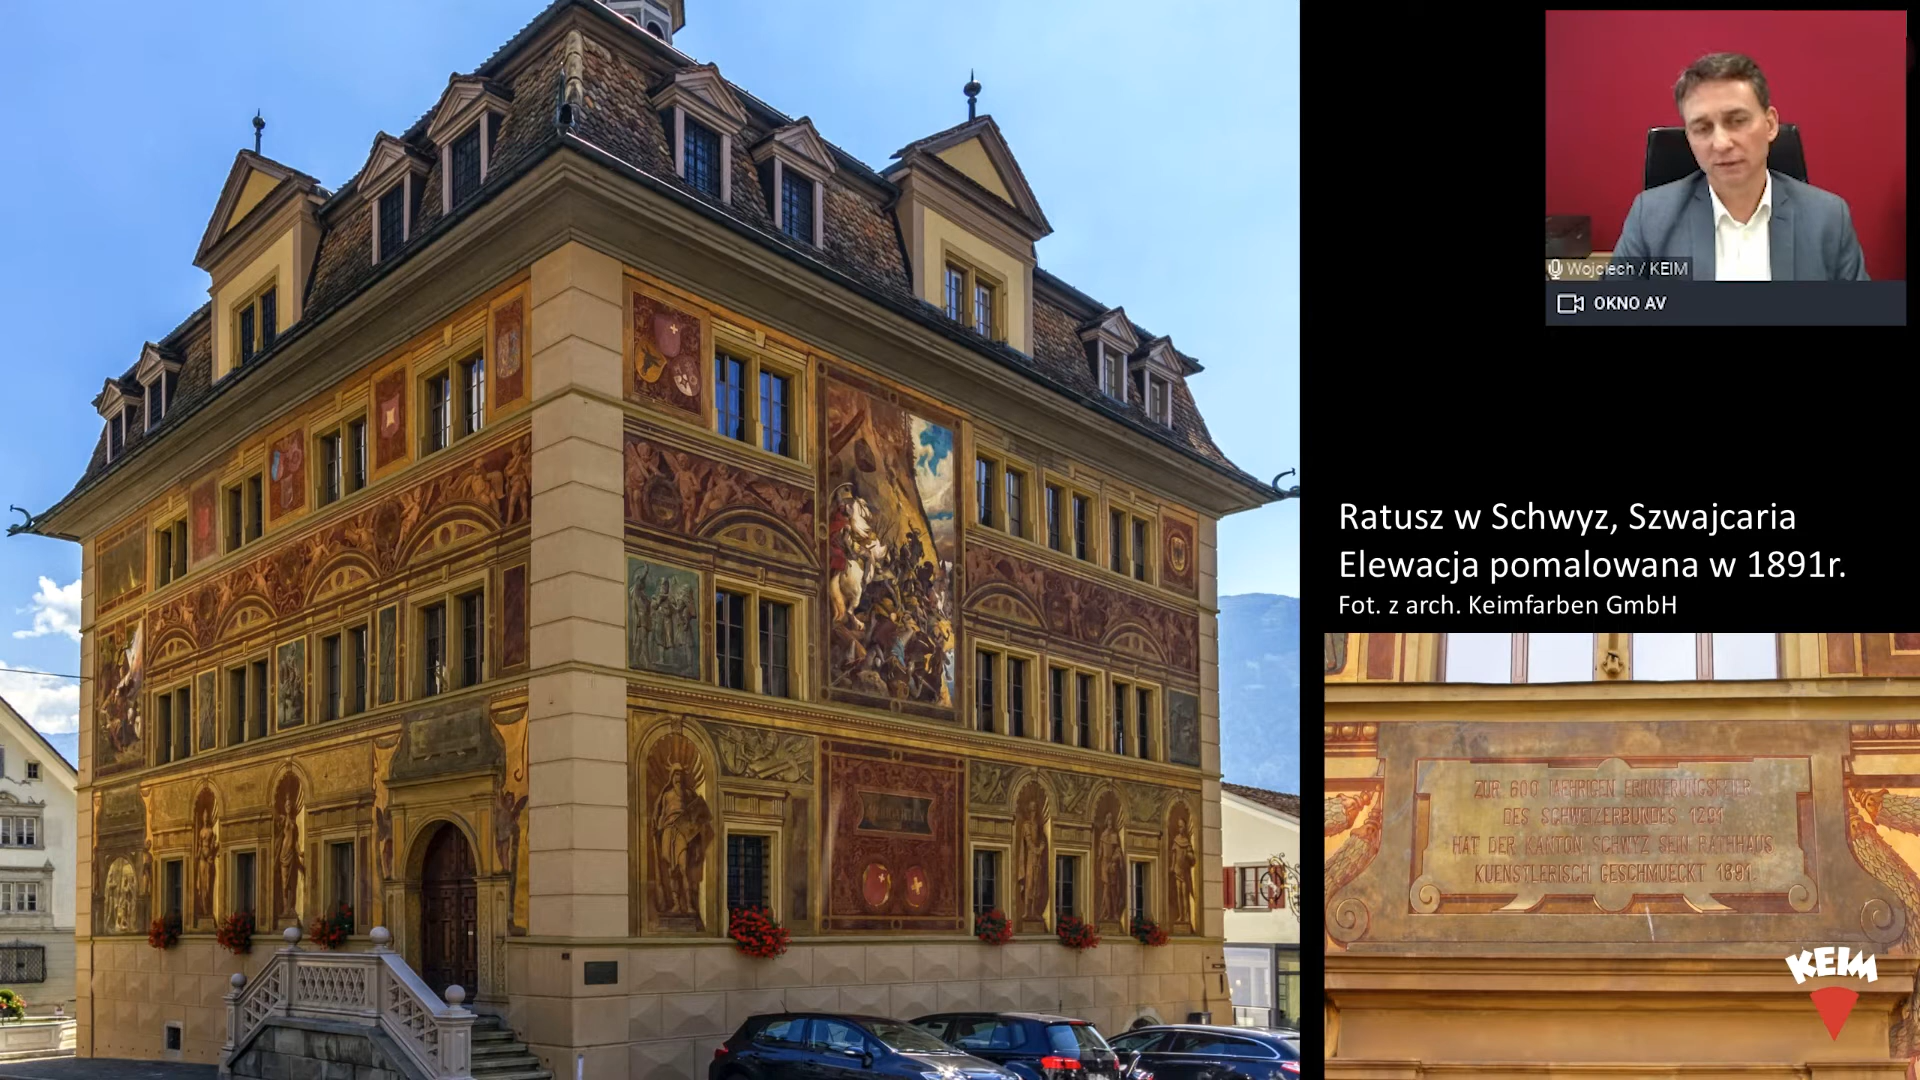 Wojciech / KEIM
OKNO AV
Ratusz w Schwyz, Szwajcaria
Elewacja pomalowana w 1891r.
Fot. z arch. Keimfarben GmbH
ZUR 600 JAEHRIGEN ERINNERUNGSFEIER
DES SCHWEIZERBUNDES 1291
HAT DER KANTON SCHWYZ SEIN RATHHAUS
KUENSTLERISCH GESCHMUECKT 1891.
KEIM